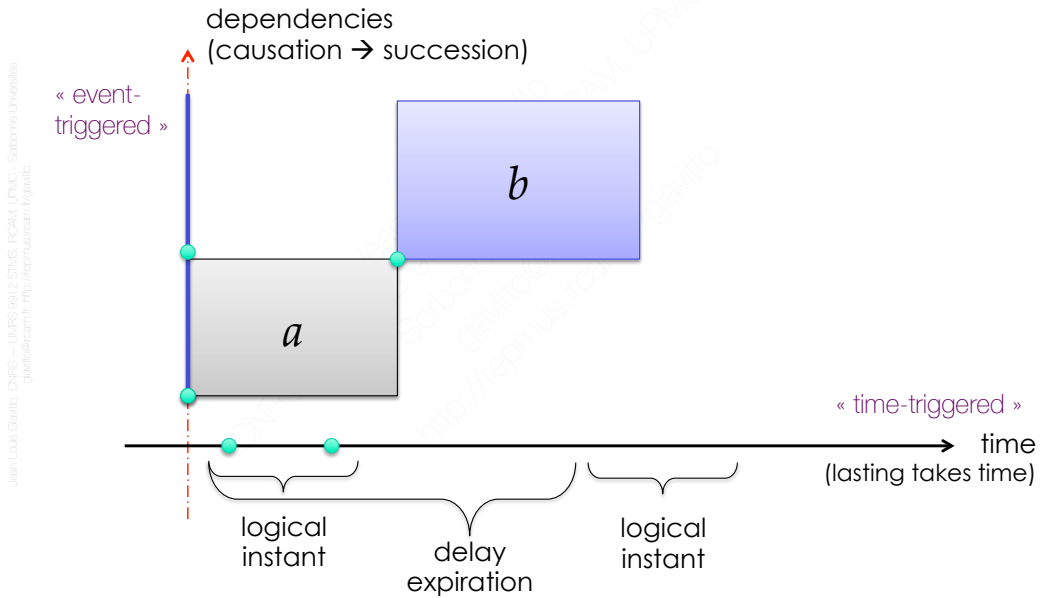 dependencies
(causation → succession)
« event-
triggered »
b
a
« time-triggered »
time
(lasting takes time)
logical
instant
delay
expiration
logical
instant